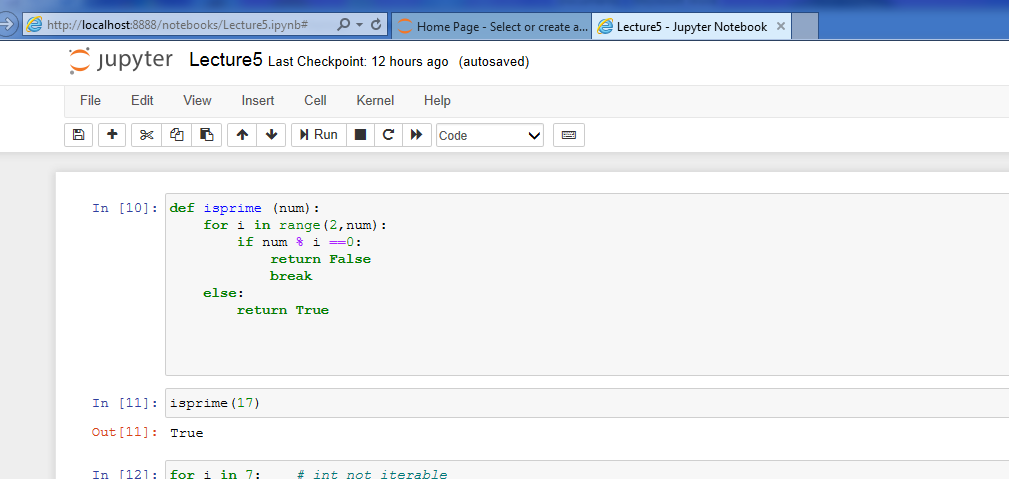 http://localhost:8888/notebooks/Lecture5.ipynb#
Home Page - Select or create a...
Lecture5 - Jupyter Notebook
jupyter Lecture5 Last Checkpoint: 12 hours ago (autosaved)
File Edit View Insert Cell Kernel Help
Run Code
In [10]: def isprime (num):
for i in range(2,num):
if num % i ==0:
return False
break
else:
return True
In [11]: isprime(17)
Out[11]: True
In [12]: for i in 7: # int not iterable